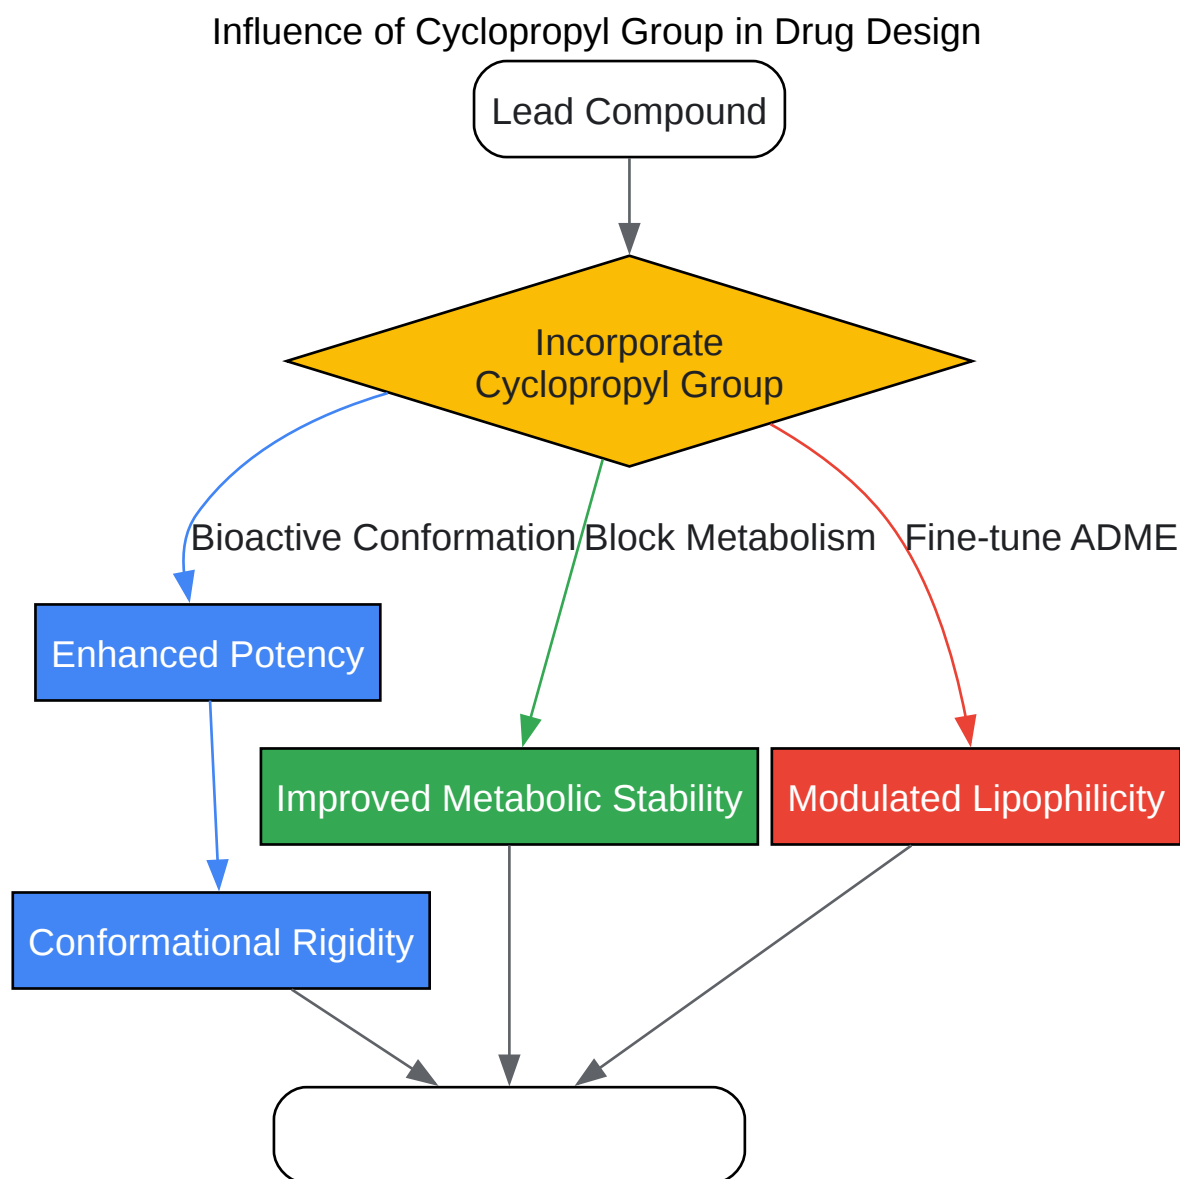 Influence of Cyclopropyl Group in Drug Design
Lead Compound
Incorporate
Cyclopropyl Group
Bioactive Conformation
Block Metabolism
Fine-tune ADME
Enhanced Potency
Improved Metabolic Stability
Modulated Lipophilicity
Conformational Rigidity